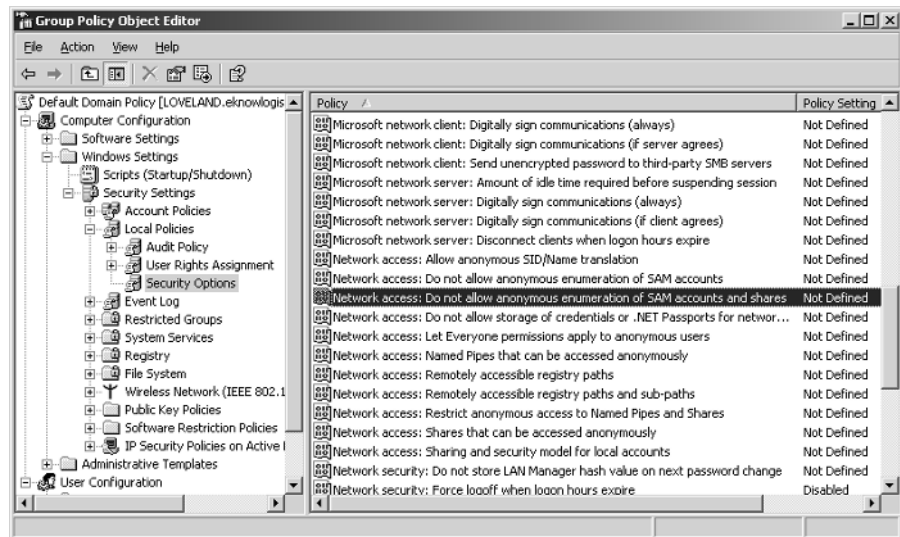 Group Policy Object Editor
File Action View Help
Default Domain Policy [LOVELAND.eknowlogis
Computer Configuration
Software Settings
Windows Settings
Scripts (Startup/Shutdown)
Security Settings
Account Policies
Local Policies
Audit Policy
User Rights Assignment
Security Options
Event Log
Restricted Groups
System Services
Registry
File System
Wireless Network (IEEE 802.1
Public Key Policies
Software Restriction Policies
IP Security Policies on Active
Administrative Templates
User Configuration
Policy Policy Setting
Microsoft network client: Digitally sign communications (always) Not Defined
Microsoft network client: Digitally sign communications (if server agrees) Not Defined
Microsoft network client: Send unencrypted password to third-party SMB servers Not Defined
Microsoft network server: Amount of idle time required before suspending session Not Defined
Microsoft network server: Digitally sign communications (always) Not Defined
Microsoft network server: Digitally sign communications (if client agrees) Not Defined
Microsoft network server: Disconnect clients when logon hours expire Not Defined
Network access: Allow anonymous SID/Name translation Not Defined
Network access: Do not allow anonymous enumeration of SAM accounts Not Defined
Network access: Do not allow anonymous enumeration of SAM accounts and shares Not Defined
Network access: Do not allow storage of credentials or .NET Passports for networ... Not Defined
Network access: Let Everyone permissions apply to anonymous users Not Defined
Network access: Named Pipes that can be accessed anonymously Not Defined
Network access: Remotely accessible registry paths Not Defined
Network access: Remotely accessible registry paths and sub-paths Not Defined
Network access: Restrict anonymous access to Named Pipes and Shares Not Defined
Network access: Shares that can be accessed anonymously Not Defined
Network access: Sharing and security model for local accounts Not Defined
Network security: Do not store LAN Manager hash value on next password change Not Defined
Network security: Force logoff when logon hours expire Disabled